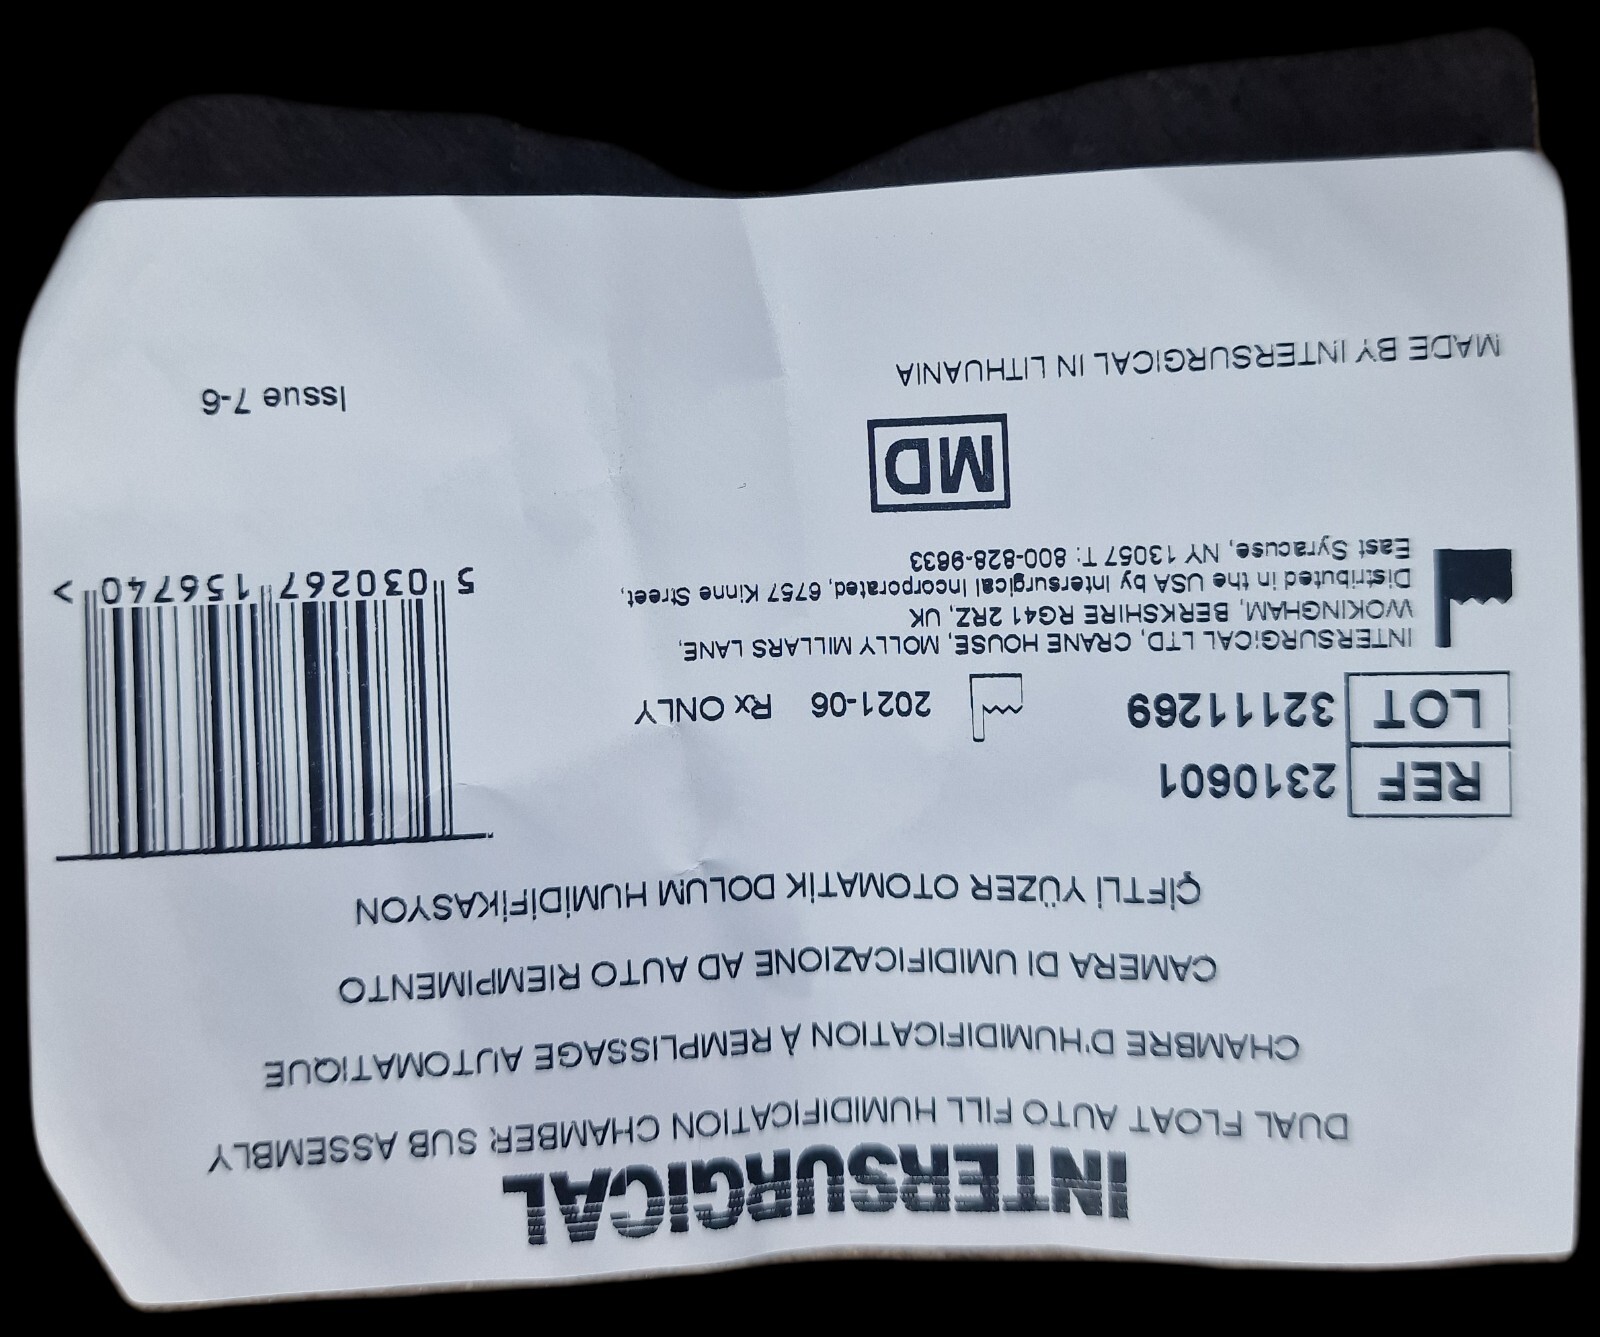 INTERSURGICAL
DUAL FLOAT AUTO FILL HUMIDIFICATION CHAMBER SUB ASSEMBLY
CHAMBRE D'HUMIDIFICATION À REMPLISSAGE AUTOMATIQUE
CAMERA DI UMIDIFICAZIONE AD AUTO RIEMPIMENTO
ÇİFTLİ YÜZER OTOMATİK DOLUM HUMİDİFİKASYON
REF 2310601
LOT 32111269 2021-06 Rx ONLY
INTERSURGICAL LTD, CRANE HOUSE, MOLLY MILLARS LANE,
WOKINGHAM, BERKSHIRE RG41 2RZ, UK
Distributed in the USA by Intersurgical Incorporated, 6757 Kinne Street,
East Syracuse, NY 13057 T: 800-828-9633
5 030267 156740 >
MD
Issue 7-6
MADE BY INTERSURGICAL IN LITHUANIA